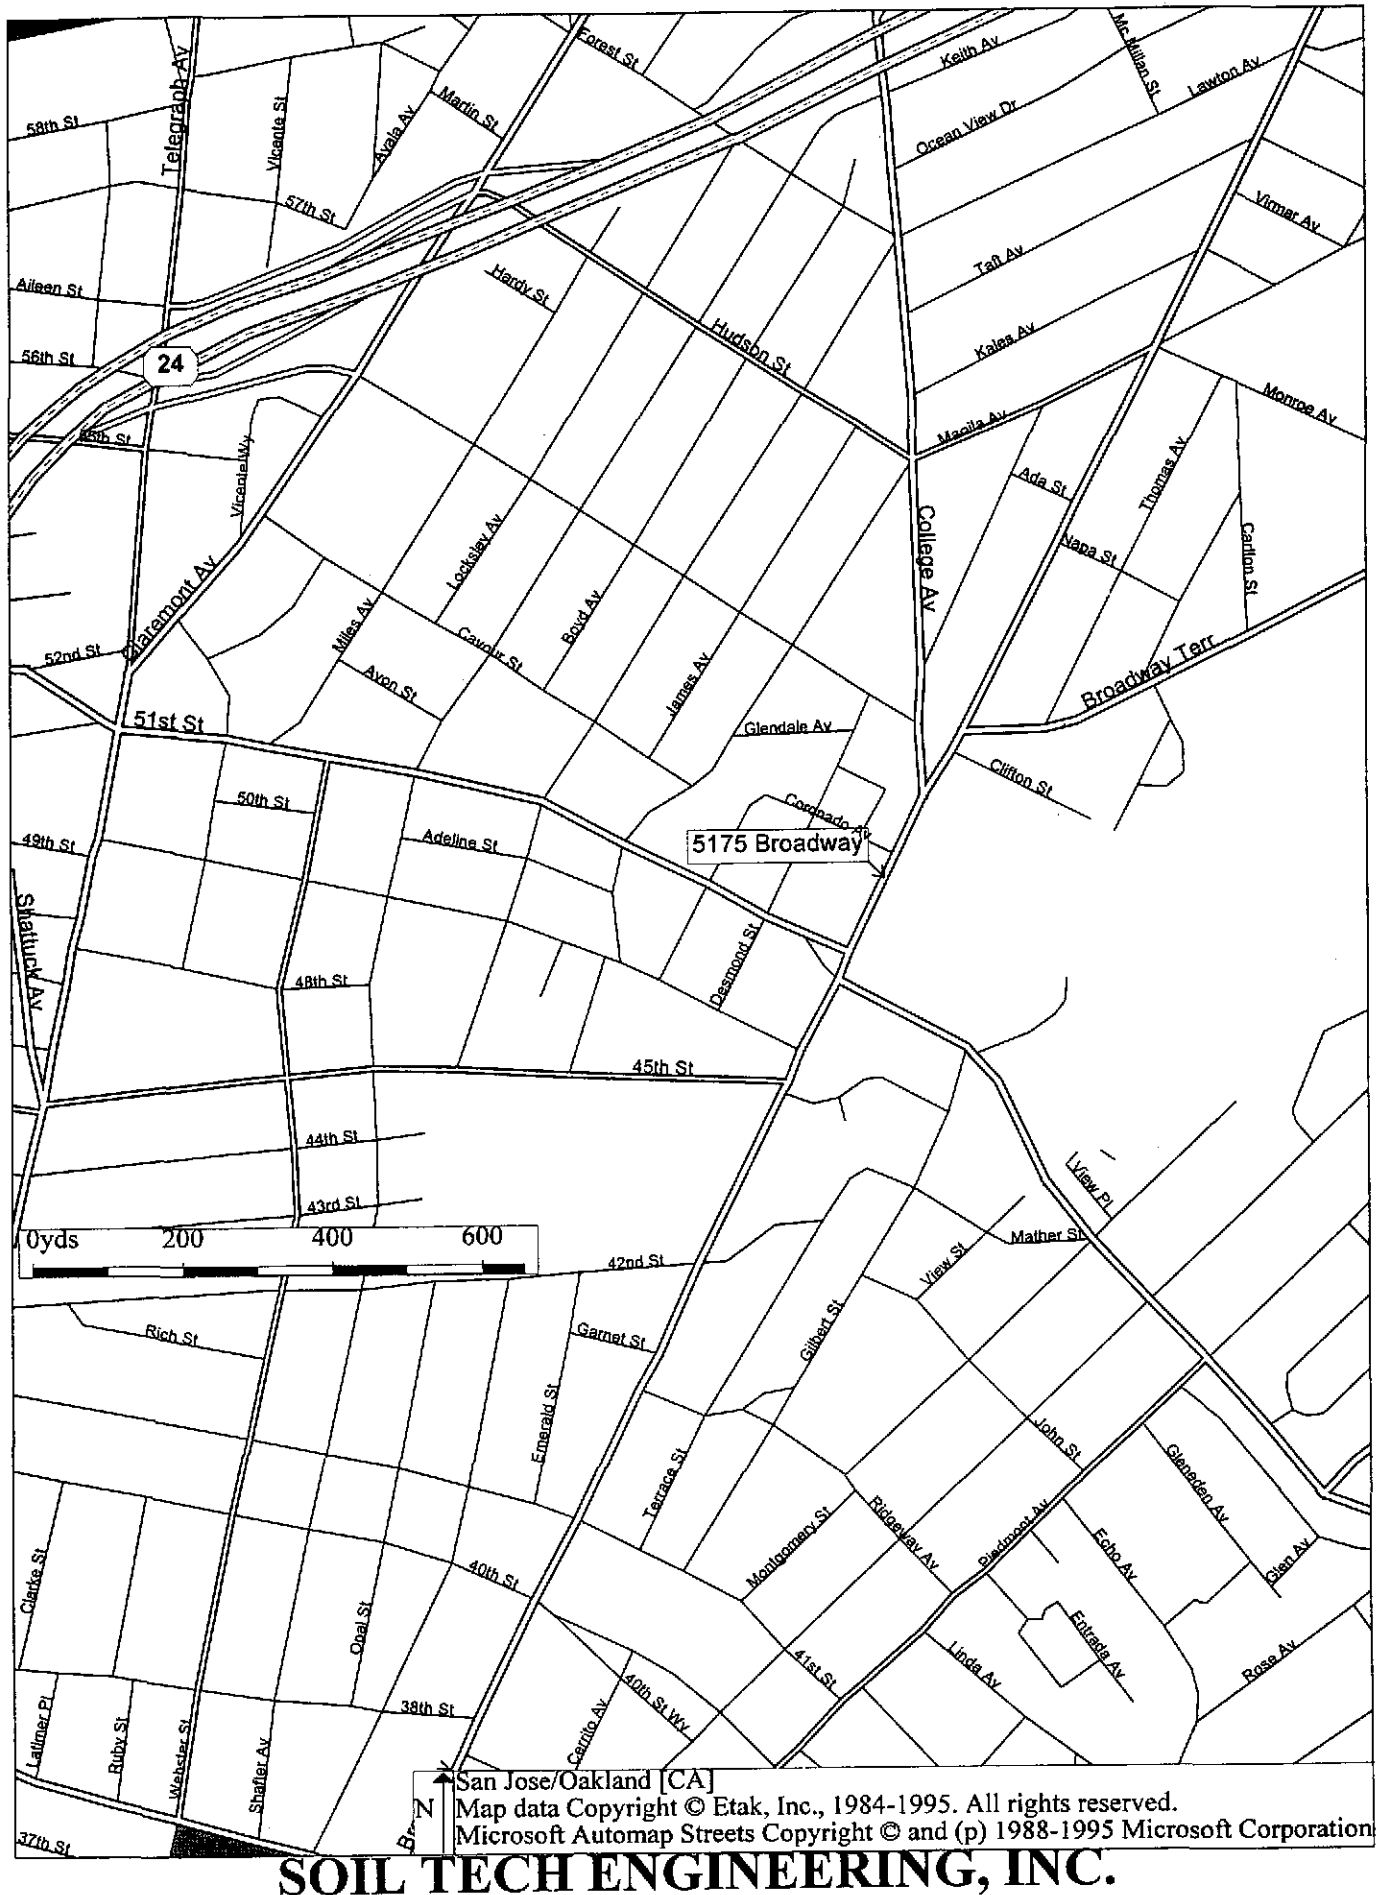 Forest St
Keith Av
Mc Millan St
Lawton Av
Telegraph Av
58th St
Vicente St
Ayala Av
Martin St
Ocean View Dr
57th St
Virmar Av
Taft Av
Aileen St
Hardy St
Hudson St
Kales Av
56th St
24
Monroe Av
Manila Av
55th St
Vicente Wy
Ada St
Thomas Av
College Av
Napa St
Carlton St
Locksley Av
Claremont Av
Boyd Av
Miles Av
Cavour St
52nd St
Avon St
James Av
Broadway Terr
51st St
Glendale Av
Clifton St
50th St
Coronado Av
49th St
Adeline St
5175 Broadway
Shattuck Av
Desmond St
48th St
45th St
44th St
View Pl
43rd St
0yds 200 400 600
Mather St
42nd St
View St
Rich St
Garnet St
Gilbert St
Emerald St
John St
Gleneden Av
Terrace St
Montgomery St
Ridgeway Av
Piedmont Av
Echo Av
Glen Av
Clarke St
40th St
Opal St
Entrada Av
Linda Av
Rose Av
41st St
40th St Wy
38th St
Cerrito Av
Latimer Pl
Ruby St
Webster St
Shafter Av
37th St
Br
N
San Jose/Oakland [CA]
Map data Copyright © Etak, Inc., 1984-1995. All rights reserved.
Microsoft Automap Streets Copyright © and (p) 1988-1995 Microsoft Corporation
SOIL TECH ENGINEERING, INC.